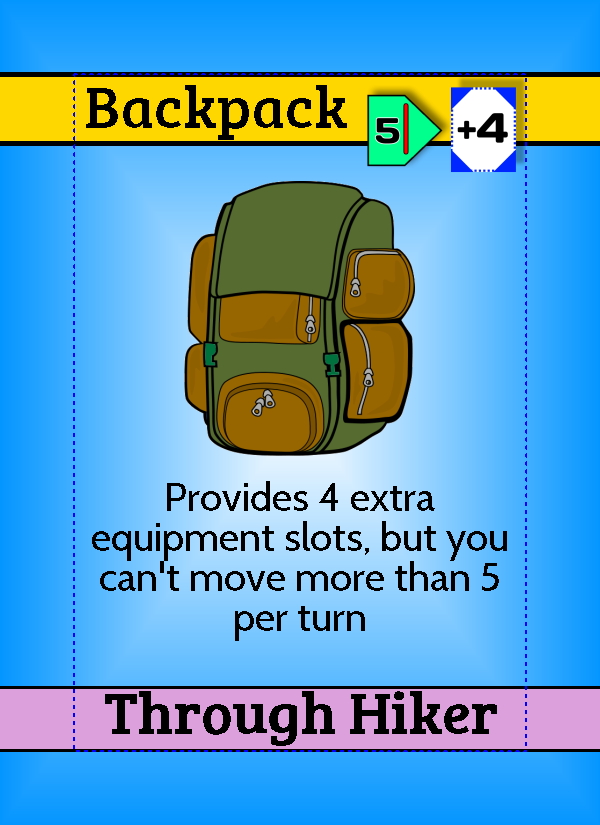 Backpack 5 +4
Provides 4 extra
equipment slots, but you
can't move more than 5
per turn
Through Hiker